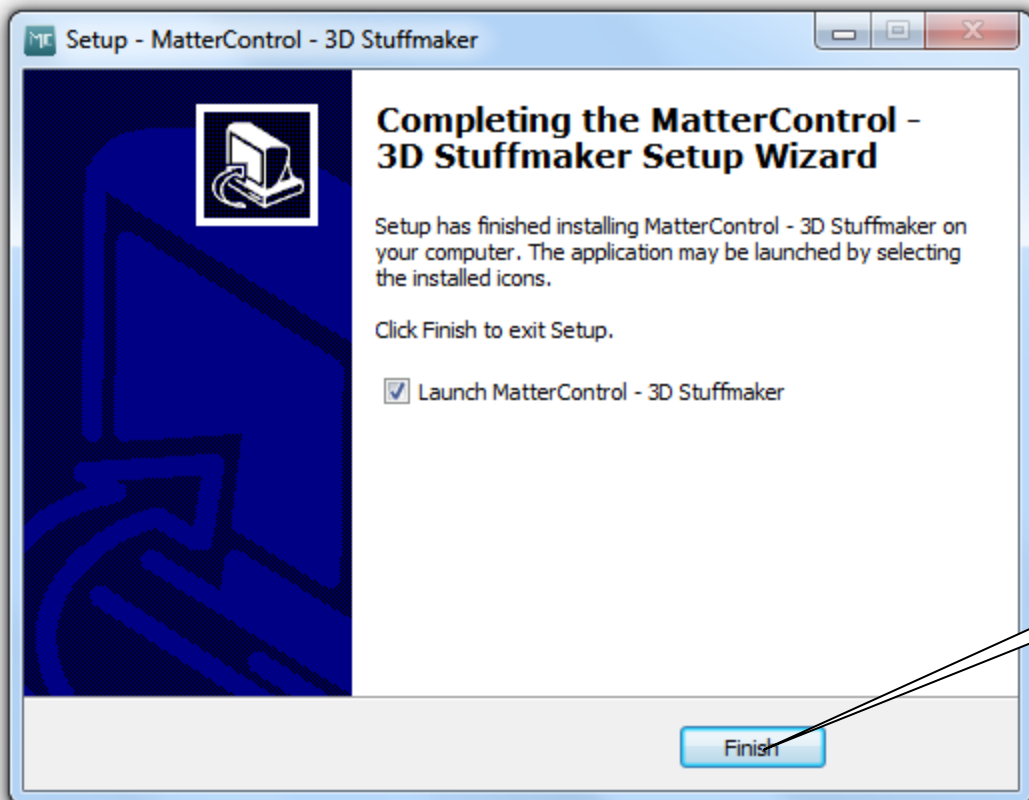 MC Setup - MatterControl - 3D Stuffmaker
Completing the MatterControl -
3D Stuffmaker Setup Wizard
Setup has finished installing MatterControl - 3D Stuffmaker on
your computer. The application may be launched by selecting
the installed icons.
Click Finish to exit Setup.
Launch MatterControl - 3D Stuffmaker
Finish